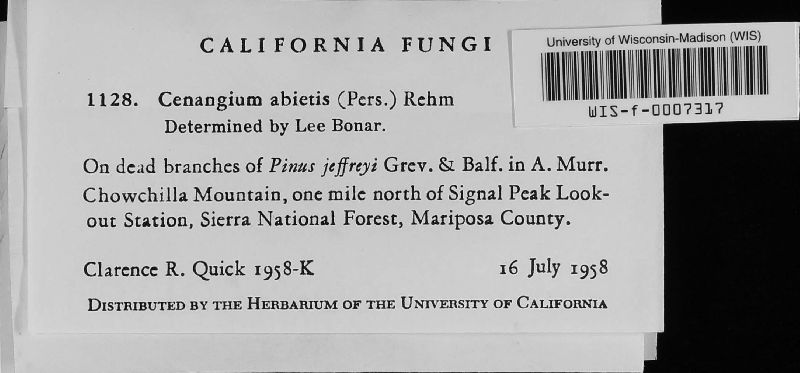 CALIFORNIA FUNGI
University of Wisconsin-Madison (WIS)
WIS-f-0007317
1128. Cenangium abietis (Pers.) Rehm
Determined by Lee Bonar.
On dead branches of Pinus jeffreyi Grev. & Balf. in A. Murr.
Chowchilla Mountain, one mile north of Signal Peak Look-
out Station, Sierra National Forest, Mariposa County.
Clarence R. Quick 1958-K 16 July 1958
DISTRIBUTED BY THE HERBARIUM OF THE UNIVERSITY OF CALIFORNIA